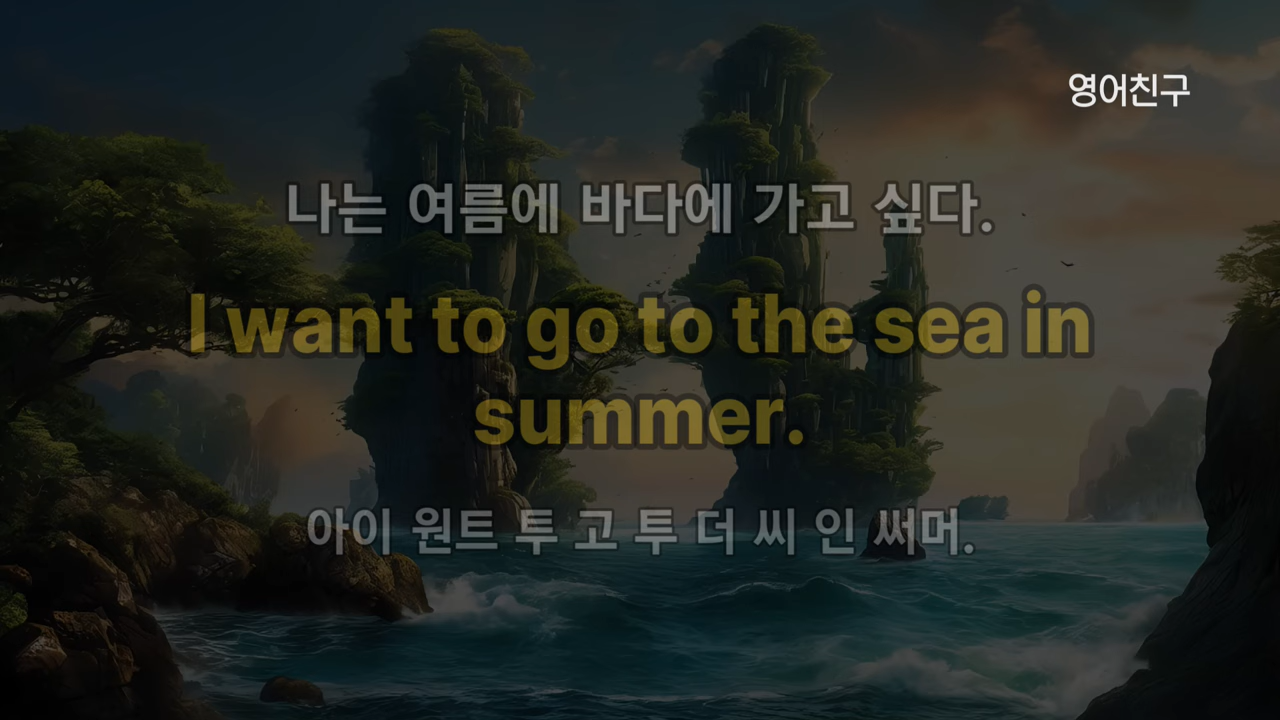 영어친구
나는 여름에 바다에 가고 싶다.
I want to go to the sea in
summer.
아이 원트 투 고 투 더 씨 인 써머.